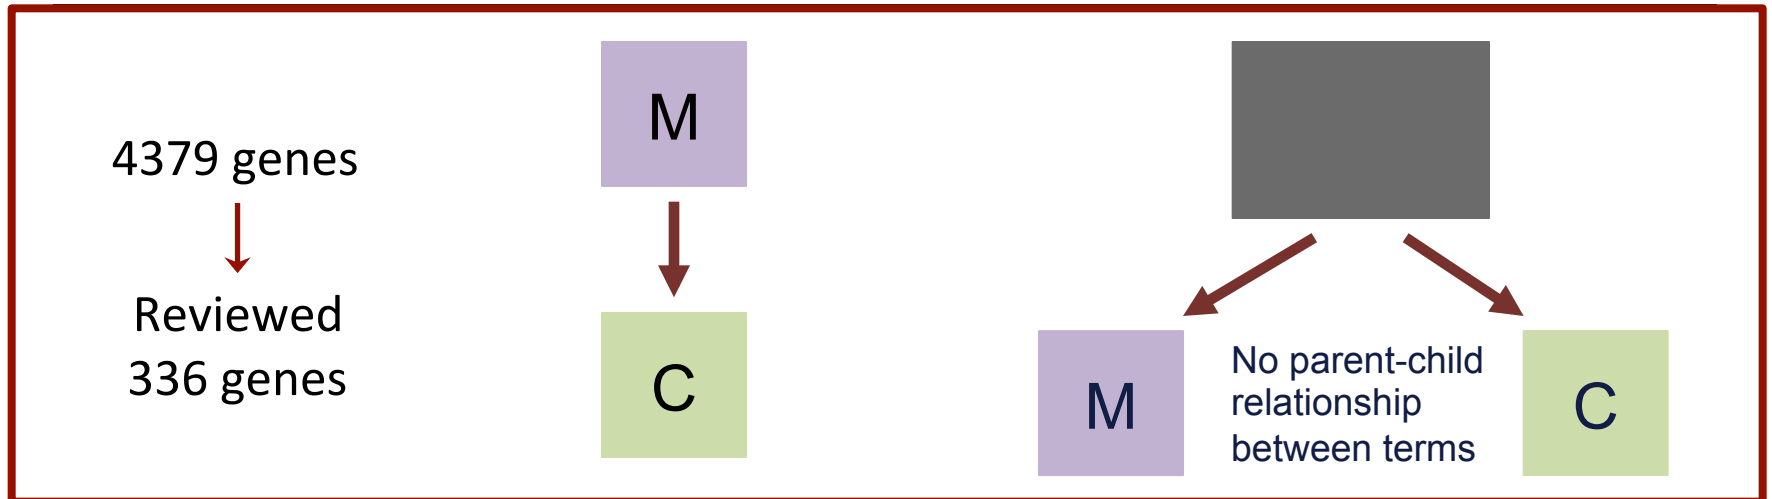 4379 genes
Reviewed
336 genes
M
C
M
No parent-child
relationship
between terms
C